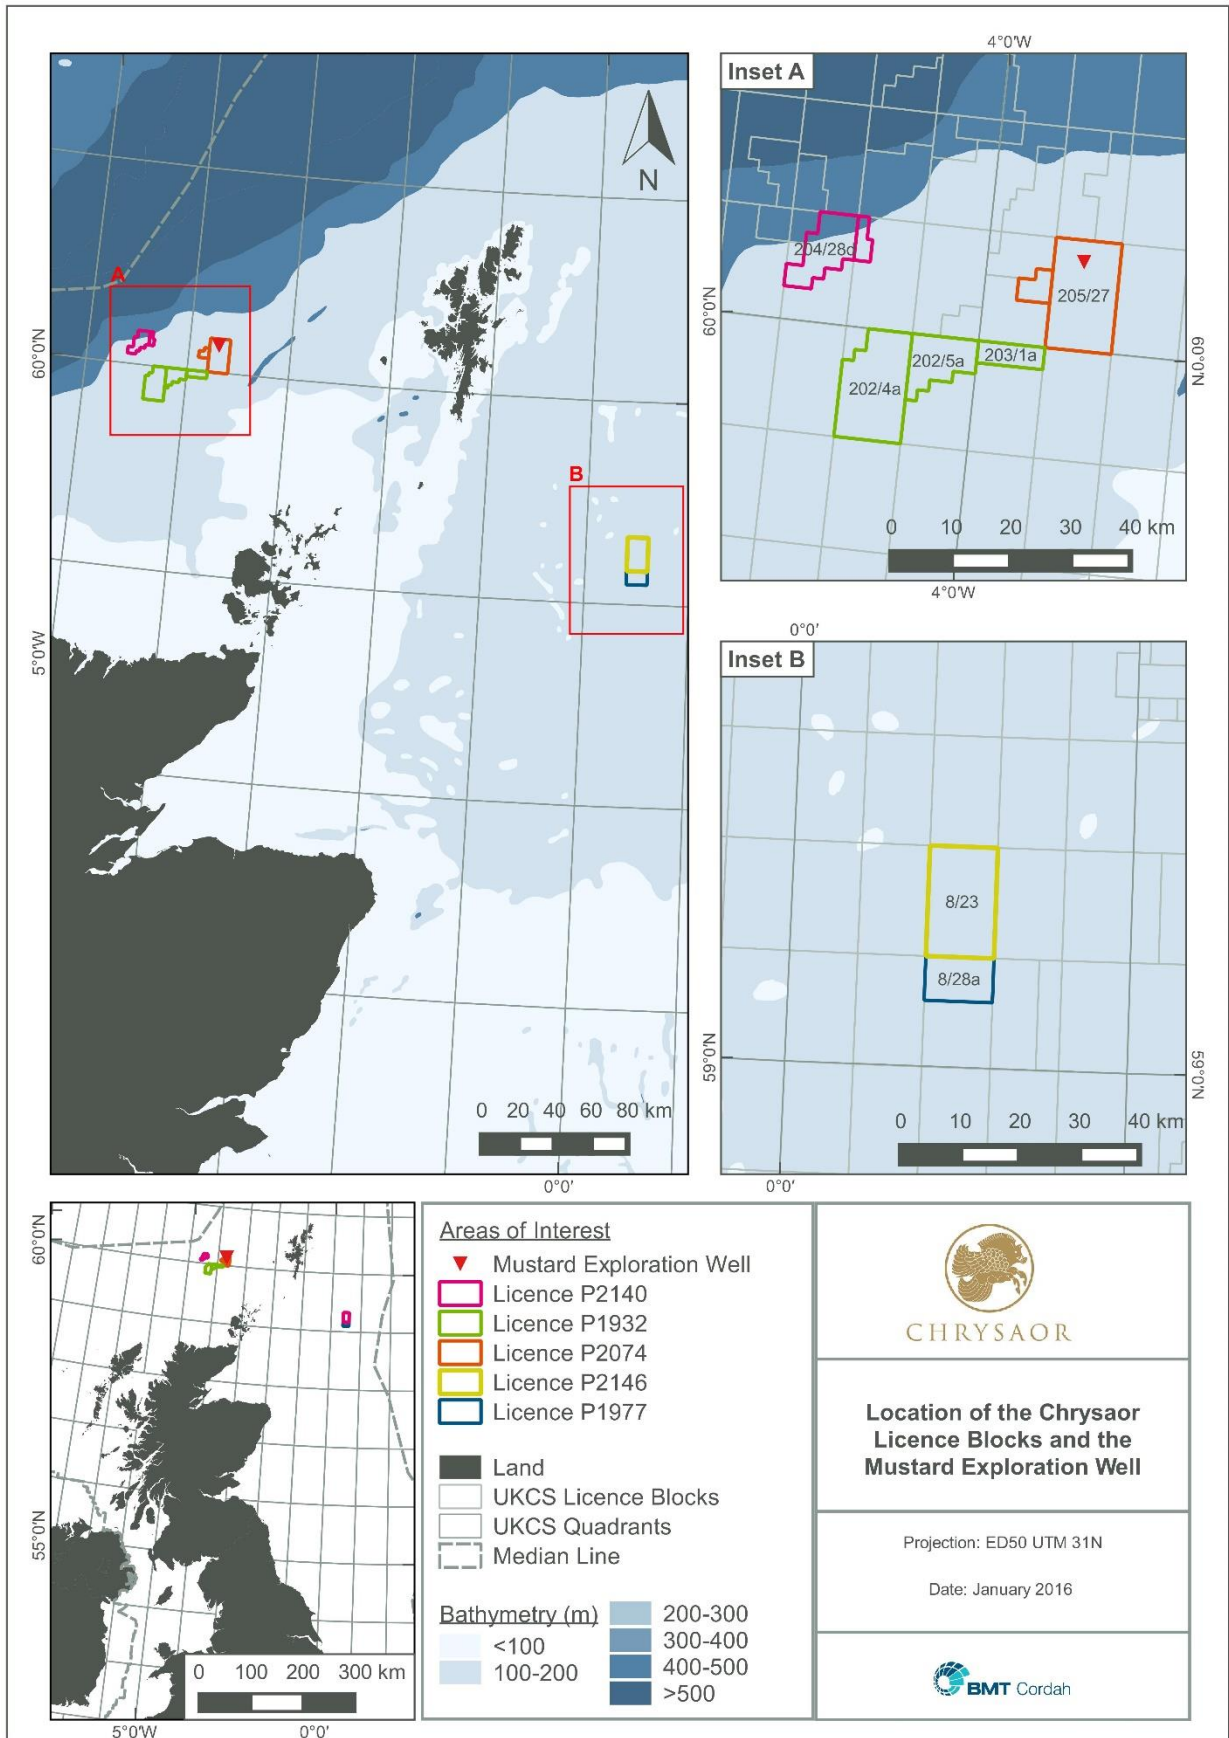 N
A
B
60°0'N
5°0'W
0 20 40 60 80 km
0°0'
4°0'W
Inset A
204/28d
205/27
202/5a
203/1a
202/4a
60°0'N
60°0'N
0 10 20 30 40 km
4°0'W
0°0'
Inset B
8/23
8/28a
59°0'N
59°0'N
0 10 20 30 40 km
0°0'
60°0'N
55°0'N
0 100 200 300 km
5°0'W
0°0'
Areas of Interest
Mustard Exploration Well
Licence P2140
Licence P1932
Licence P2074
Licence P2146
Licence P1977
Land
UKCS Licence Blocks
UKCS Quadrants
Median Line
Bathymetry (m)
<100
100-200
200-300
300-400
400-500
>500
CHRYSAOR
Location of the Chrysaor
Licence Blocks and the
Mustard Exploration Well
Projection: ED50 UTM 31N
Date: January 2016
BMT Cordah